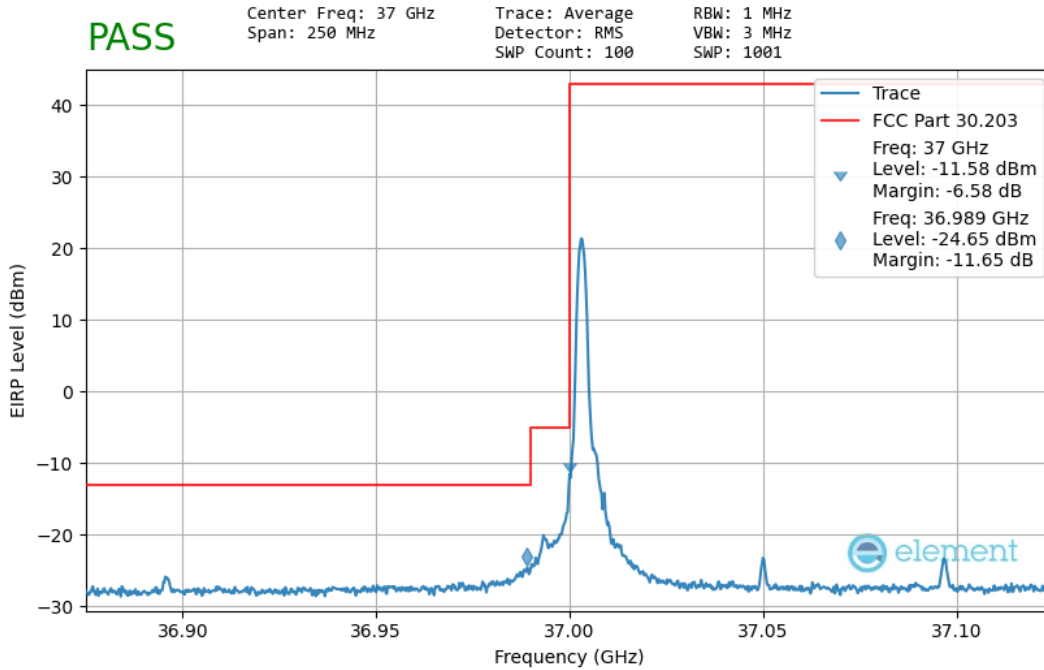 PASS
Center Freq: 37 GHz
Span: 250 MHz
Trace: Average
Detector: RMS
SWP Count: 100
RBW: 1 MHz
VBW: 3 MHz
SWP: 1001
EIRP Level (dBm)
40
30
20
10
0
−10
−20
−30
Trace
FCC Part 30.203
Freq: 37 GHz
Level: -11.58 dBm
Margin: -6.58 dB
Freq: 36.989 GHz
Level: -24.65 dBm
Margin: -11.65 dB
element
36.90
36.95
37.00
37.05
37.10
Frequency (GHz)